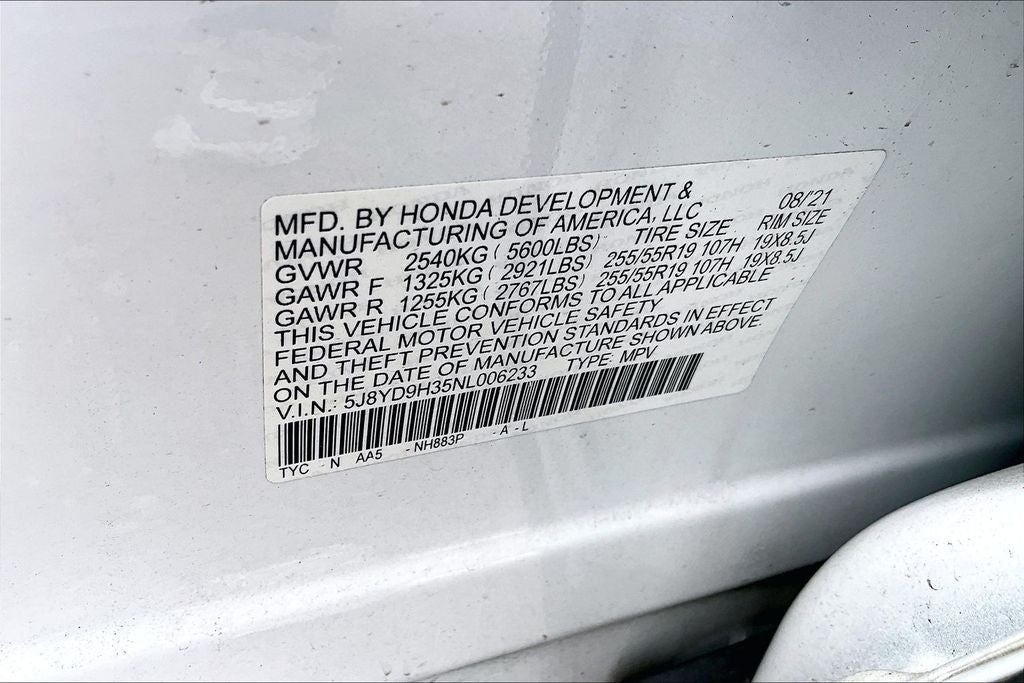 MFD. BY HONDA DEVELOPMENT & 08/21
MANUFACTURING OF AMERICA, LLC
GVWR 2540KG ( 5600LBS) TIRE SIZE RIM SIZE
GAWR F 1325KG ( 2921LBS) 255/55R19 107H 19X8.5J
GAWR R 1255KG ( 2767LBS) 255/55R19 107H 19X8.5J
THIS VEHICLE CONFORMS TO ALL APPLICABLE
FEDERAL MOTOR VEHICLE SAFETY
AND THEFT PREVENTION STANDARDS IN EFFECT
ON THE DATE OF MANUFACTURE SHOWN ABOVE.
V.I.N.: 5J8YD9H35NL006233 TYPE: MPV
TYC - N AA5 - NH883P - A - L